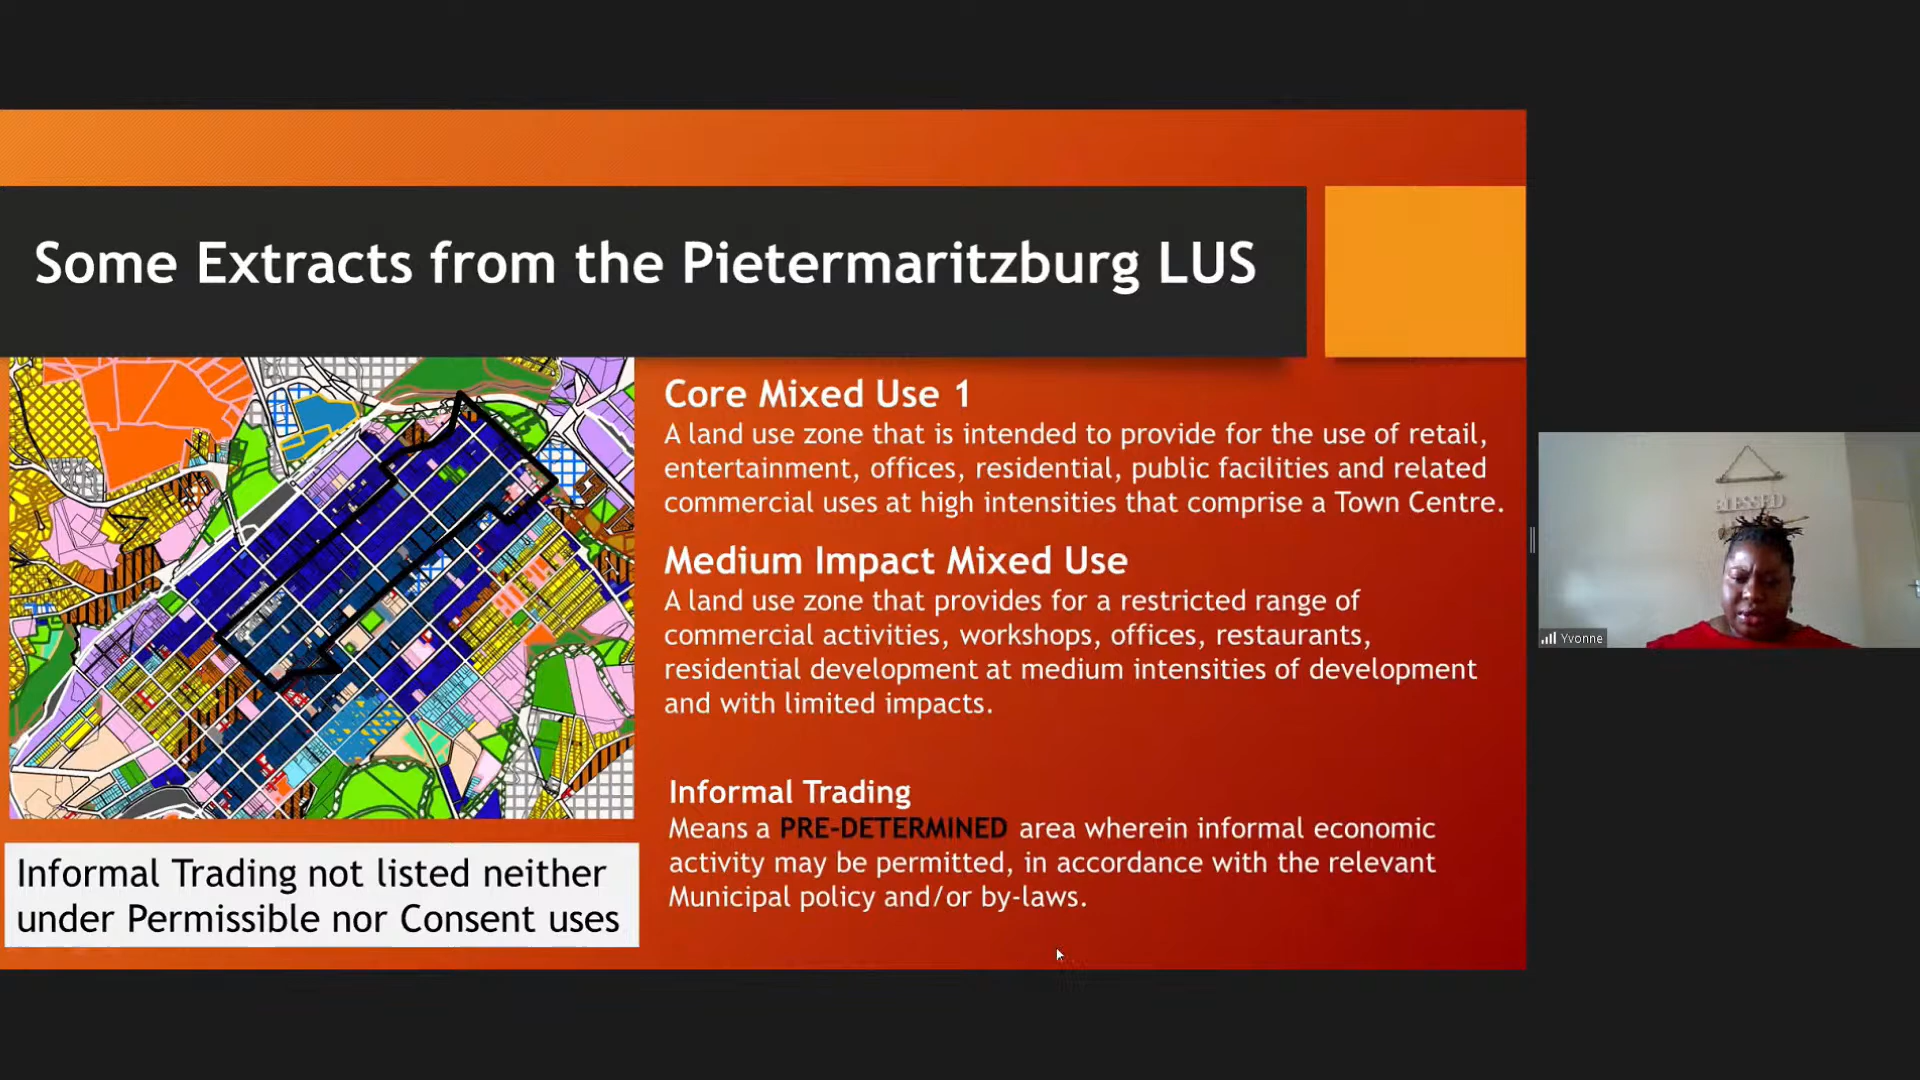 Some Extracts from the Pietermaritzburg LUS
Core Mixed Use 1
A land use zone that is intended to provide for the use of retail,
entertainment, offices, residential, public facilities and related
commercial uses at high intensities that comprise a Town Centre.
Medium Impact Mixed Use
A land use zone that provides for a restricted range of
commercial activities, workshops, offices, restaurants,
residential development at medium intensities of development
and with limited impacts.
Informal Trading
Means a PRE-DETERMINED area wherein informal economic
activity may be permitted, in accordance with the relevant
Municipal policy and/or by-laws.
Informal Trading not listed neither
under Permissible nor Consent uses
BLESSED
Yvonne